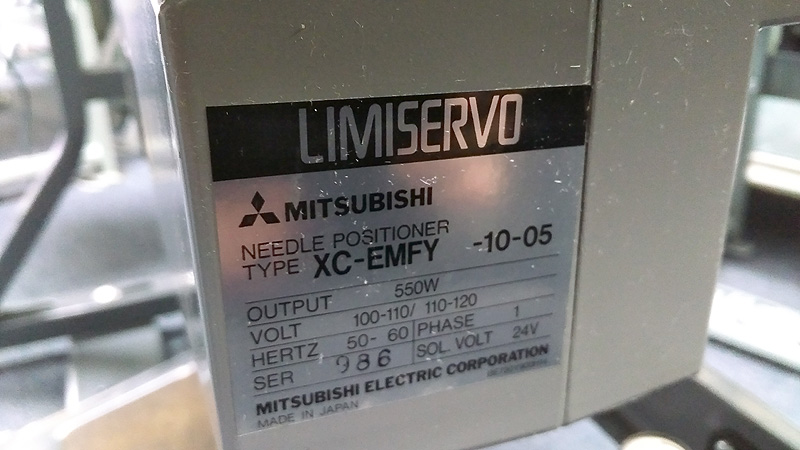 LIMISERVO
MITSUBISHI
NEEDLE POSITIONER
TYPE XC-EMFY -10-05
OUTPUT 550W
VOLT 100-110/ 110-120
HERTZ 50- 60 PHASE 1
SER 986 SOL VOLT 24V
MITSUBISHI ELECTRIC CORPORATION
MADE IN JAPAN